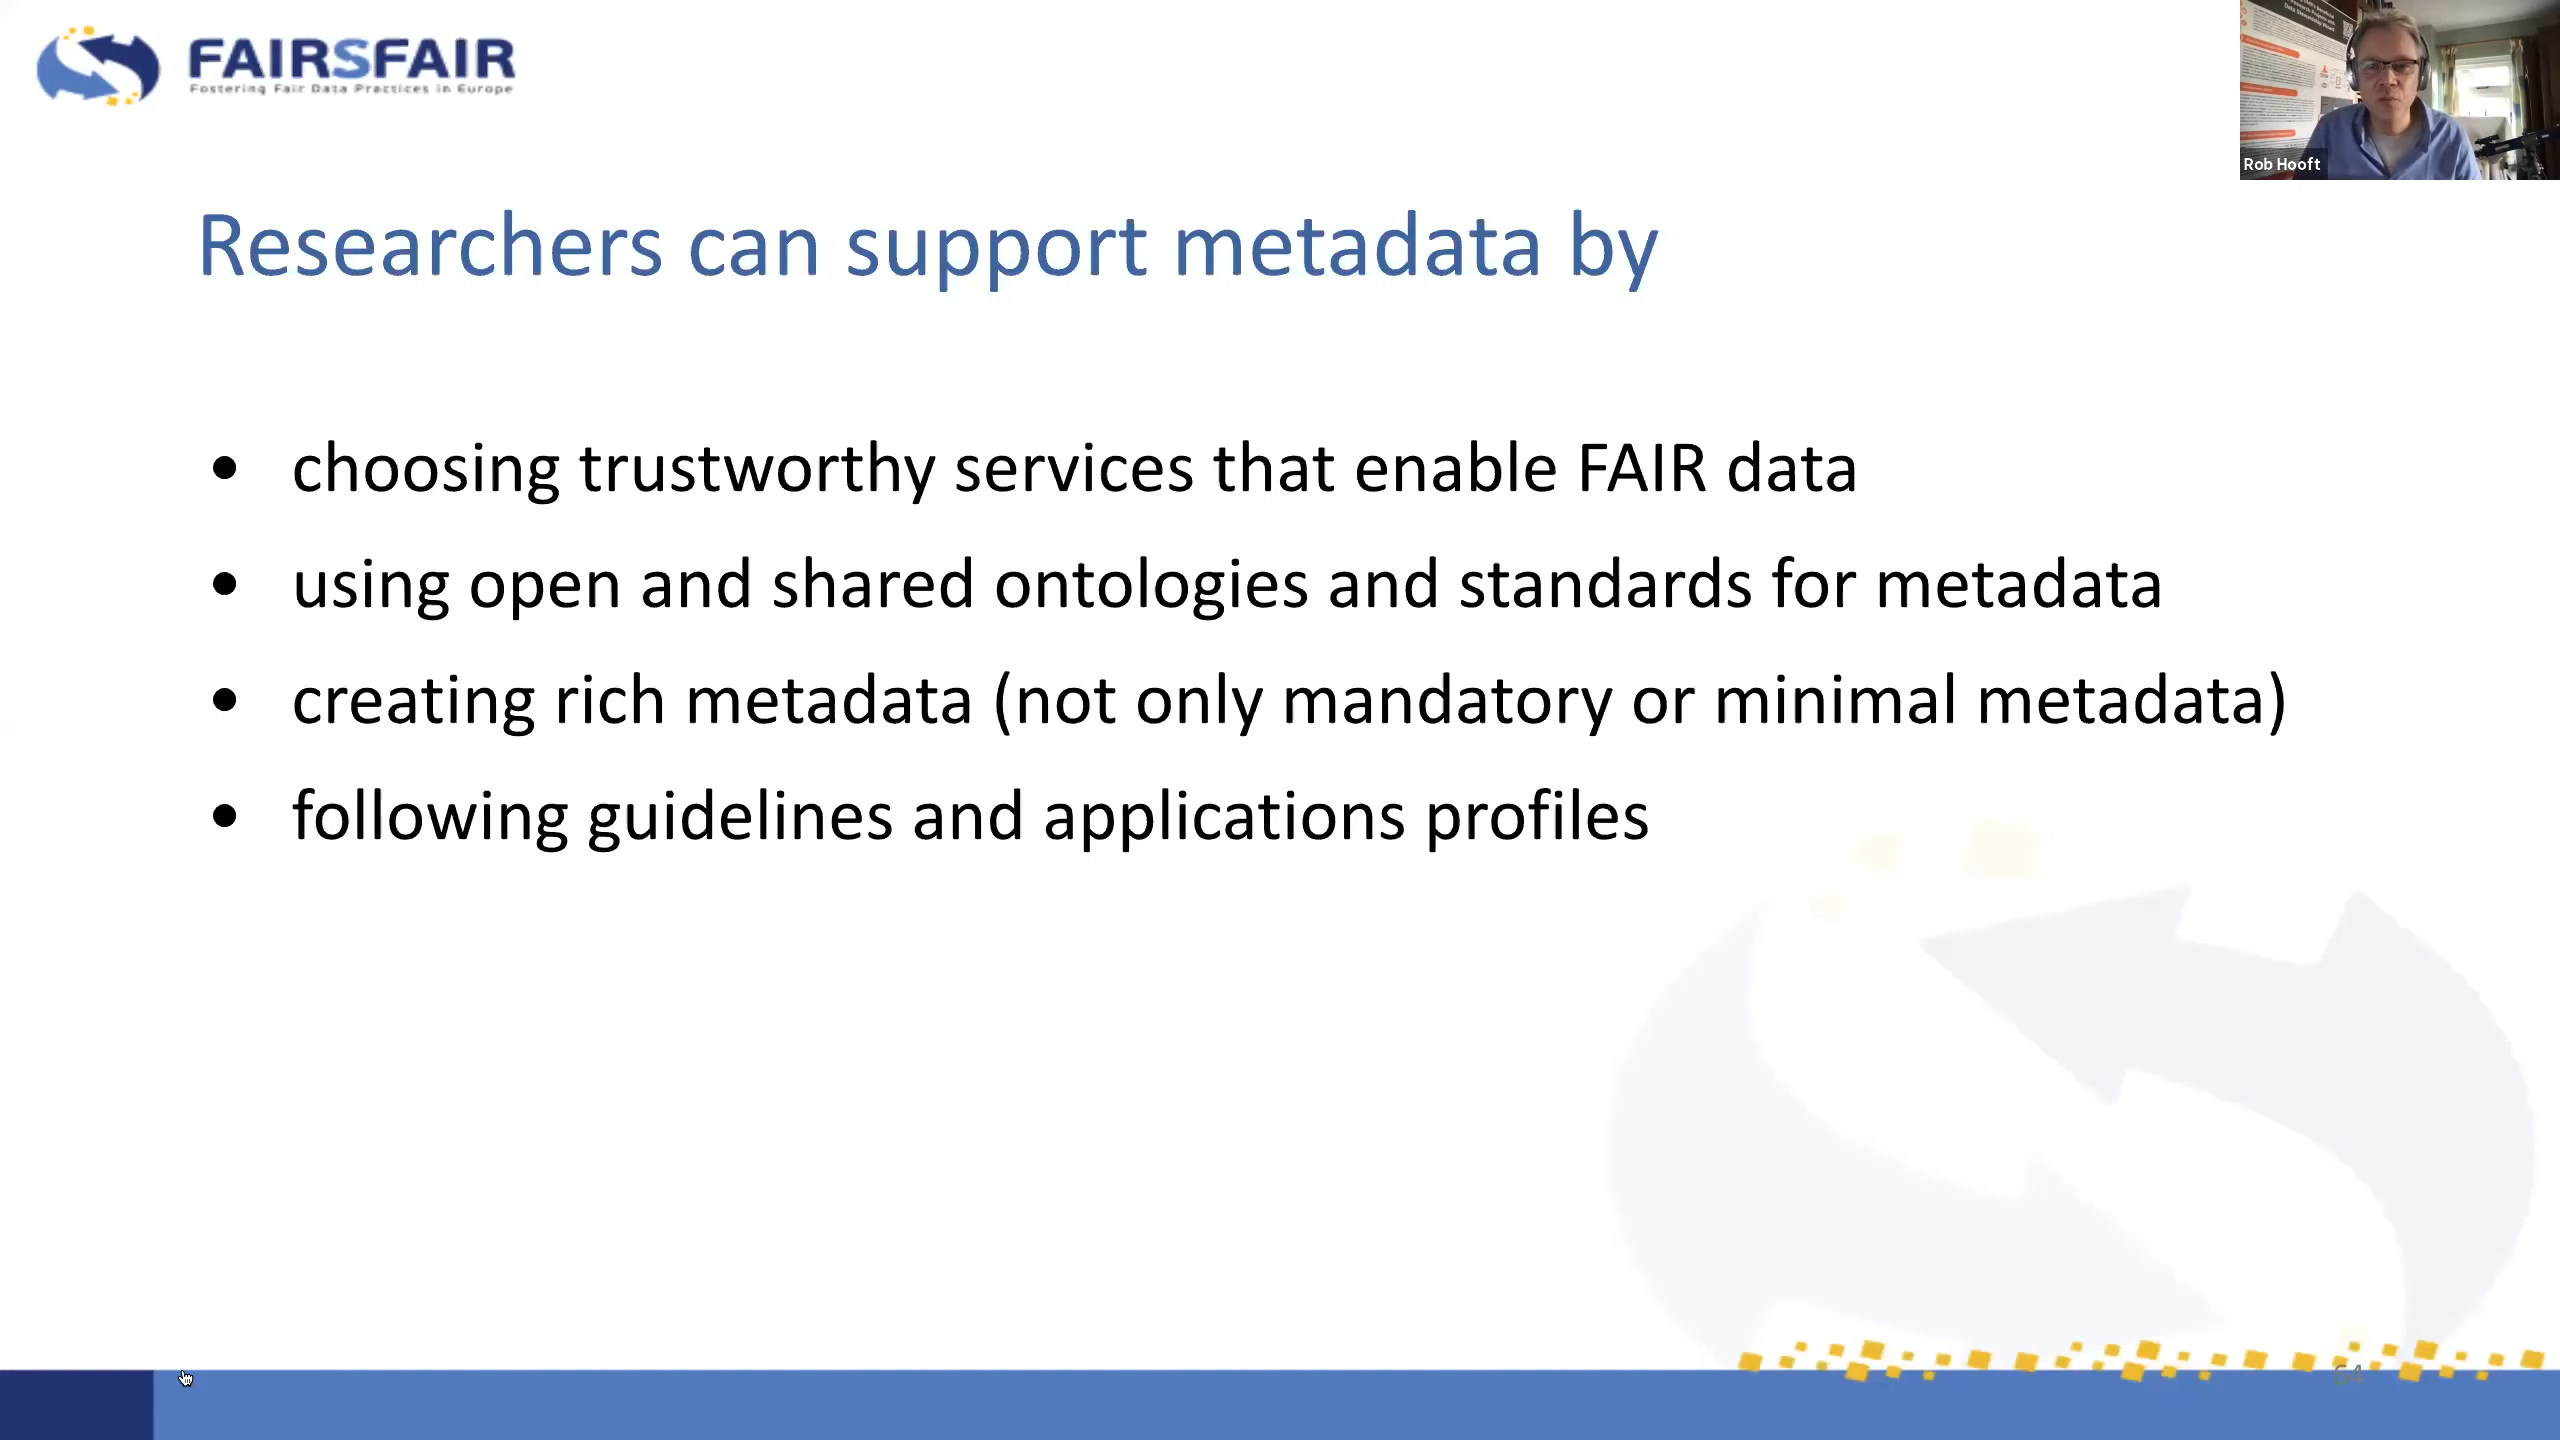 FAIRSFAIR
Fostering Fair Data Practices in Europe
Rob Hooft
Researchers can support metadata by
• choosing trustworthy services that enable FAIR data
• using open and shared ontologies and standards for metadata
• creating rich metadata (not only mandatory or minimal metadata)
• following guidelines and applications profiles
64